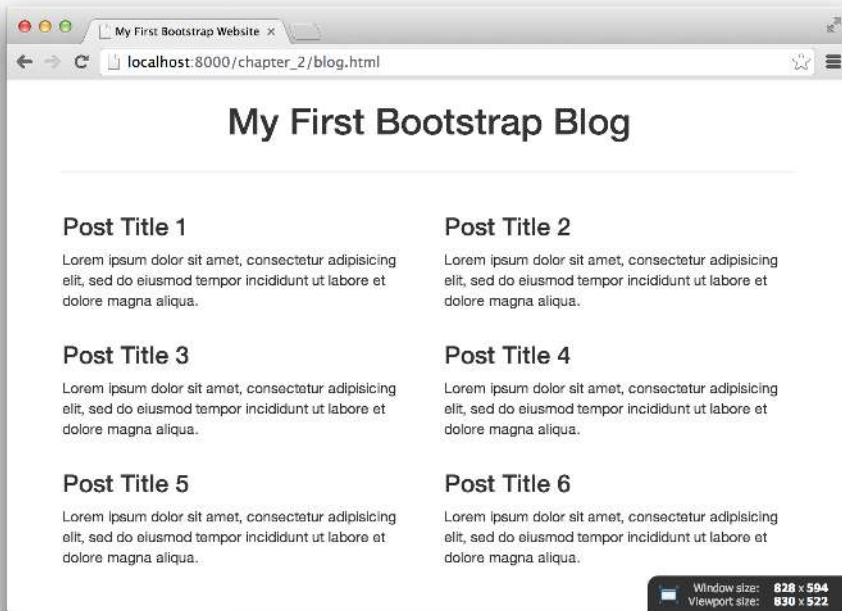 My First Bootstrap Website
localhost:8000/chapter_2/blog.html
My First Bootstrap Blog
Post Title 1
Lorem ipsum dolor sit amet, consectetur adipisicing
elit, sed do eiusmod tempor incididunt ut labore et
dolore magna aliqua.
Post Title 2
Lorem ipsum dolor sit amet, consectetur adipisicing
elit, sed do eiusmod tempor incididunt ut labore et
dolore magna aliqua.
Post Title 3
Lorem ipsum dolor sit amet, consectetur adipisicing
elit, sed do eiusmod tempor incididunt ut labore et
dolore magna aliqua.
Post Title 4
Lorem ipsum dolor sit amet, consectetur adipisicing
elit, sed do eiusmod tempor incididunt ut labore et
dolore magna aliqua.
Post Title 5
Lorem ipsum dolor sit amet, consectetur adipisicing
elit, sed do eiusmod tempor incididunt ut labore et
dolore magna aliqua.
Post Title 6
Lorem ipsum dolor sit amet, consectetur adipisicing
elit, sed do eiusmod tempor incididunt ut labore et
dolore magna aliqua.
Window size: 828 x 594
Viewport size: 830 x 522